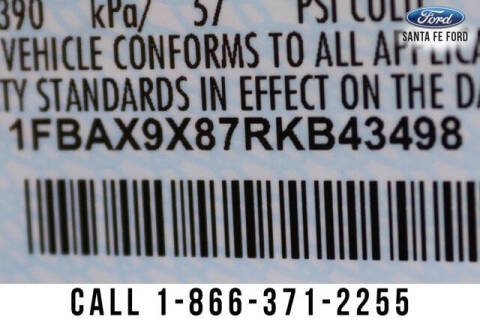 390 kPa/ 57 PSI COLD
Ford
SANTA FE FORD
VEHICLE CONFORMS TO ALL APPLICA
TY STANDARDS IN EFFECT ON THE DA
1FBAX9X87RKB43498
CALL 1-866-371-2255